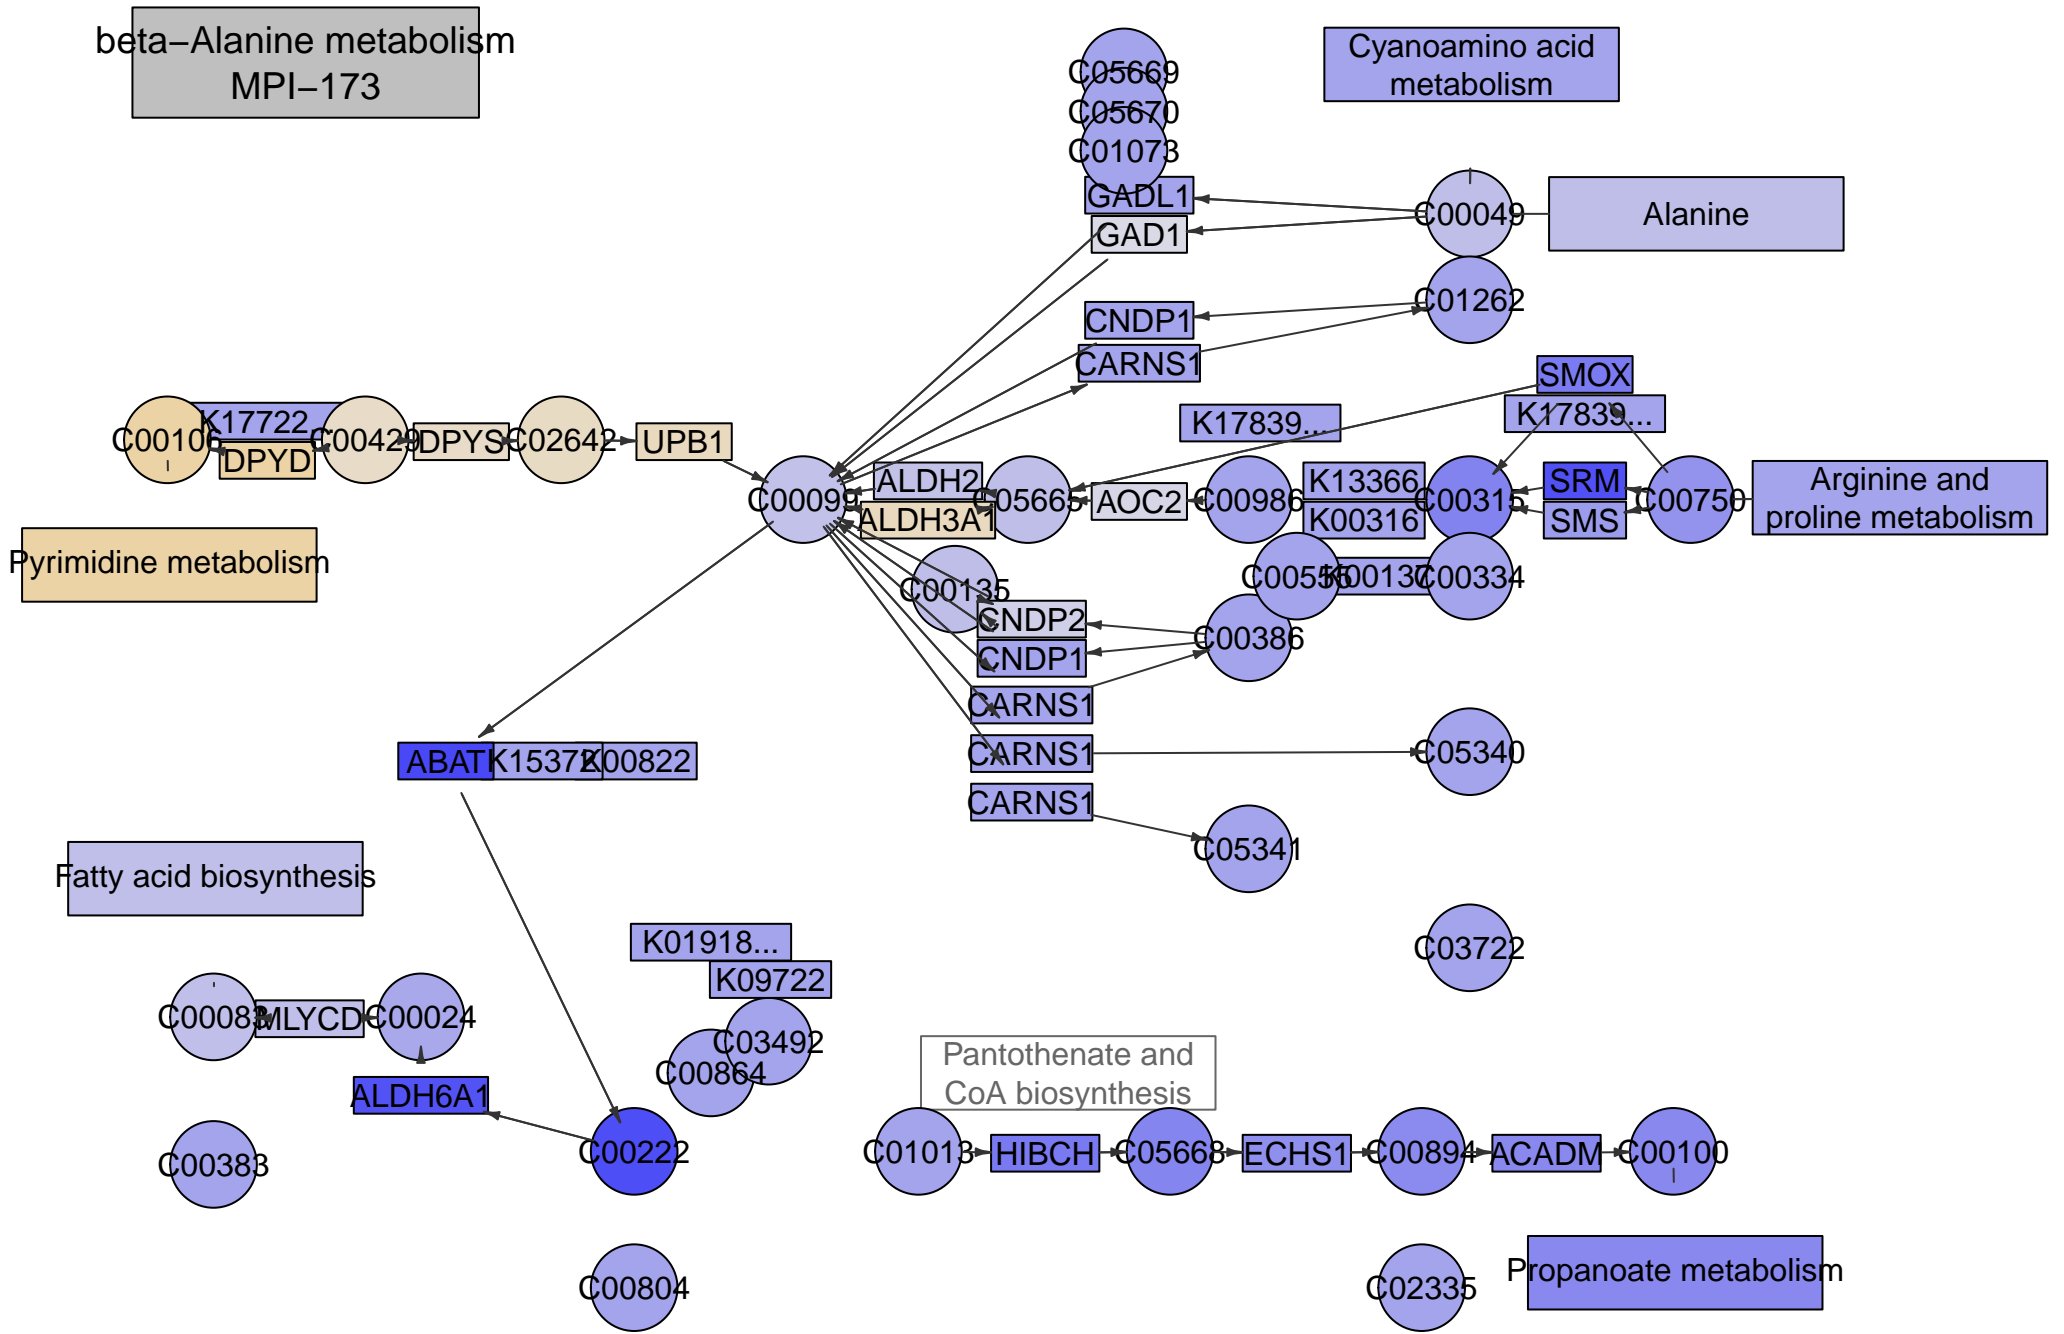 beta–Alanine metabolism
MPI–173
C05669
C05670
C01073
Cyanoamino acid
metabolism
GADL1
GAD1
C00049
Alanine
C01262
CNDP1
CARNS1
SMOX
K17839...
K17839...
C00106
K17722...
DPYD
C00429
DPYS
C02642
UPB1
C00099
ALDH2
ALDH3A1
C05665
AOC2
C00986
K13366
K00316
C00315
SRM
SMS
C00750
Arginine and
proline metabolism
Pyrimidine metabolism
C00135
C00555
K00137
C00334
CNDP2
CNDP1
C00386
CARNS1
CARNS1
CARNS1
C05340
C05341
ABAT
K15372
K00822
Fatty acid biosynthesis
K01918...
K09722
C03722
C00083
MLYCD
C00024
C03492
C00864
Pantothenate and
CoA biosynthesis
ALDH6A1
C00383
C00222
C01013
HIBCH
C05668
ECHS1
C00894
ACADM
C00100
C00804
C02335
Propanoate metabolism